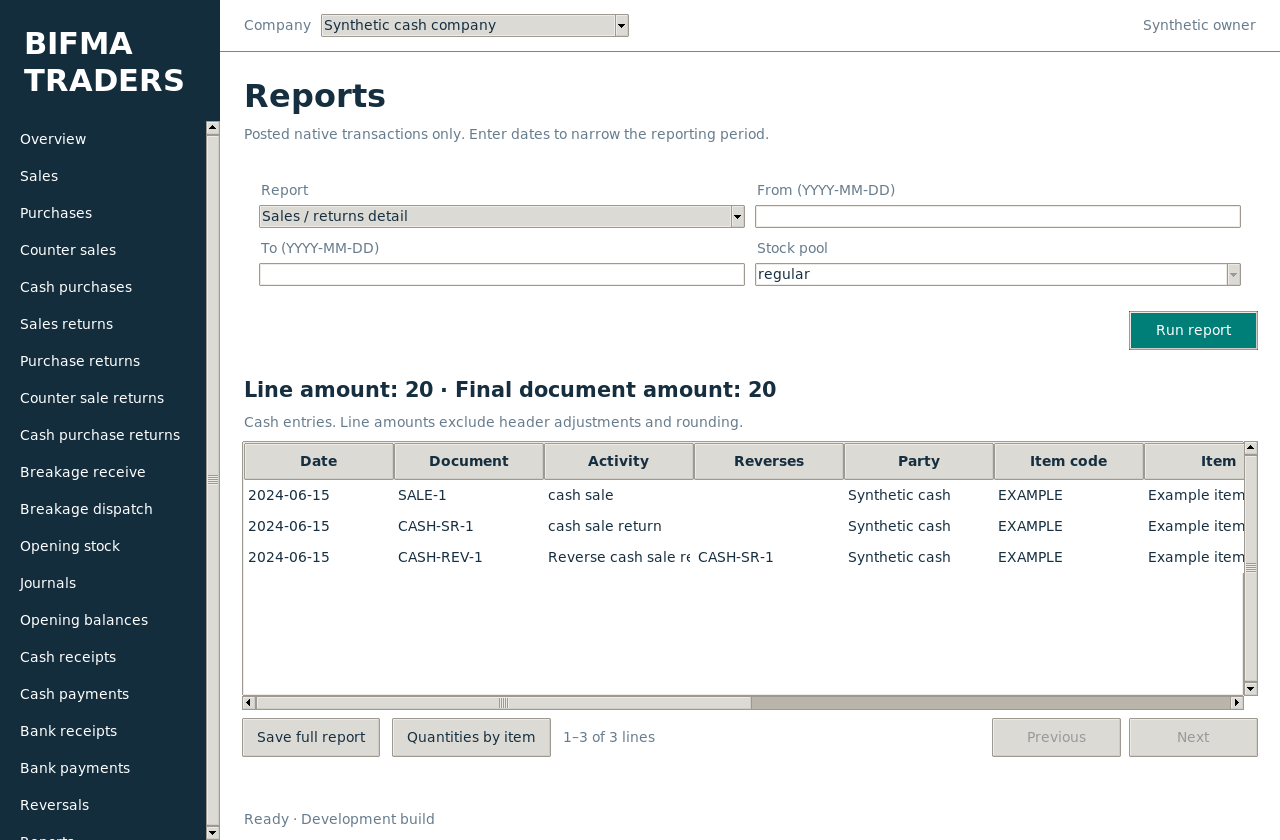 BIFMA
TRADERS
Overview
Sales
Purchases
Counter sales
Cash purchases
Sales returns
Purchase returns
Counter sale returns
Cash purchase returns
Breakage receive
Breakage dispatch
Opening stock
Journals
Opening balances
Cash receipts
Cash payments
Bank receipts
Bank payments
Reversals
Reports
Company Synthetic cash company Synthetic owner
Reports
Posted native transactions only. Enter dates to narrow the reporting period.
Report From (YYYY-MM-DD)
Sales / returns detail
To (YYYY-MM-DD) Stock pool
regular
Run report
Line amount: 20 · Final document amount: 20
Cash entries. Line amounts exclude header adjustments and rounding.
Date Document Activity Reverses Party Item code Item
2024-06-15 SALE-1 cash sale Synthetic cash EXAMPLE Example item
2024-06-15 CASH-SR-1 cash sale return Synthetic cash EXAMPLE Example item
2024-06-15 CASH-REV-1 Reverse cash sale re CASH-SR-1 Synthetic cash EXAMPLE Example item
Save full report Quantities by item 1–3 of 3 lines Previous Next
Ready · Development build